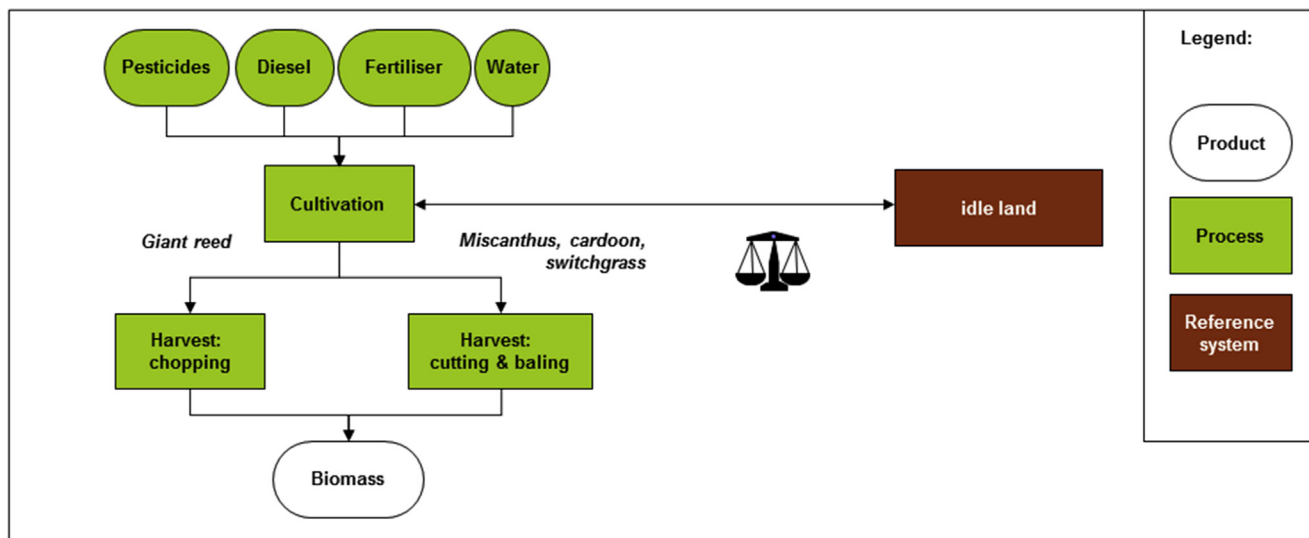 Pesticides
Diesel
Fertiliser
Water
Cultivation
idle land
Giant reed
Miscanthus, cardoon,
switchgrass
Harvest:
chopping
Harvest:
cutting & baling
Biomass
Legend:
Product
Process
Reference
system